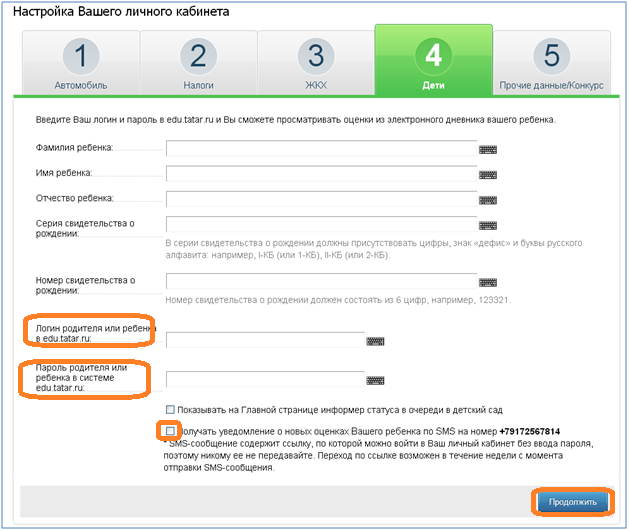 Настройка Вашего личного кабинета
1 2 3 4 5
Автомобиль Налоги ЖКХ Дети Прочие данные/Конкурс
Введите Ваш логин и пароль в edu.tatar.ru и Вы сможете просматривать оценки из электронного дневника вашего ребенка.
Фамилия ребенка:
Имя ребенка:
Отчество ребенка:
Серия свидетельства о
рождении:
В серии свидетельства о рождении должны присутствовать цифры, знак «дефис» и буквы русского
алфавита: например, I-КБ (или 1-КБ), II-КБ (или 2-КБ).
Номер свидетельства о
рождении:
Номер свидетельства о рождении должен состоять из 6 цифр, например, 123321.
Логин родителя или ребенка
в edu.tatar.ru:
Пароль родителя или
ребенка в системе
edu.tatar.ru:
Показывать на Главной странице информер статуса в очереди в детский сад
Получать уведомление о новых оценках Вашего ребенка по SMS на номер +79172567814
* SMS-сообщение содержит ссылку, по которой можно войти в Ваш личный кабинет без ввода пароля,
поэтому никому ее не передавайте. Переход по ссылке возможен в течение недели с момента
отправки SMS-сообщения.
Продолжить